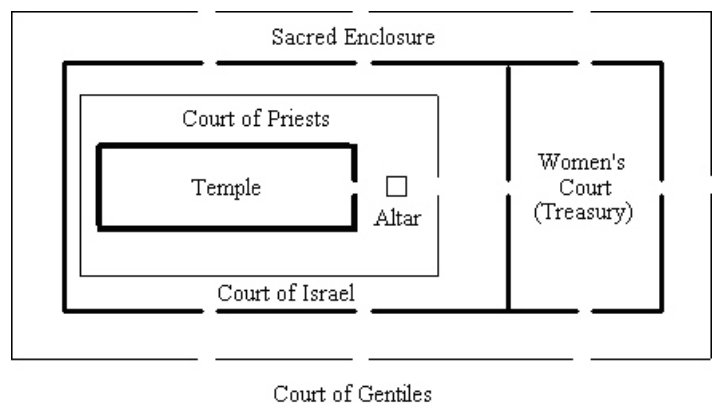 Sacred Enclosure
Court of Priests
Temple
Altar
Women's
Court
(Treasury)
Court of Israel
Court of Gentiles